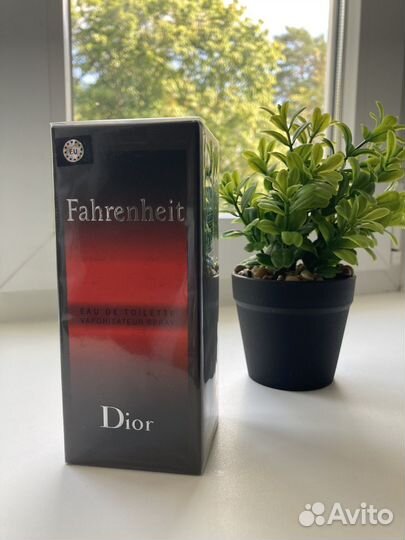 EU
Fahrenheit
EAU DE TOILETTE
VAPORISATEUR SPRAY
Dior
Avito